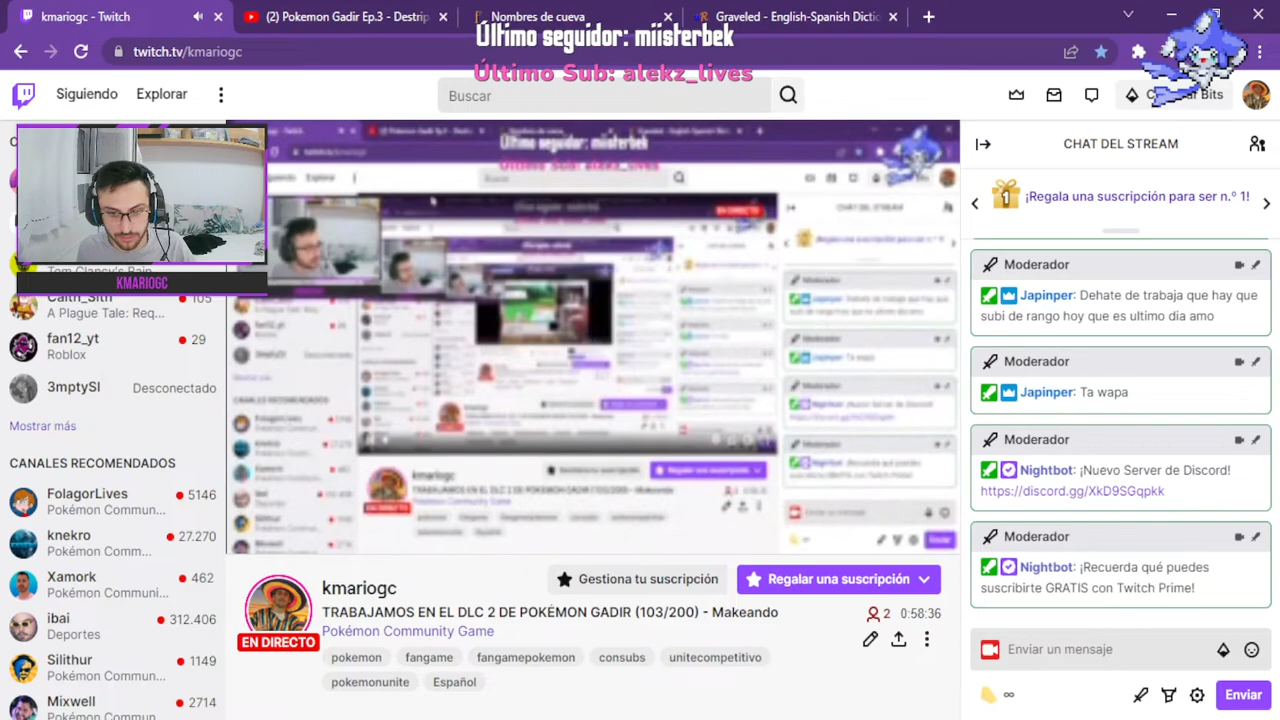 kmariogc - Twitch
(2) Pokemon Gadir Ep.3 - Destrip
Nombres de cueva
Graveled - English-Spanish Dictio
twitch.tv/kmariogc
Último seguidor: miisterbek
Último Sub: alekz_lives
Siguiendo
Explorar
Buscar
Bits
KMARIOGC
Caith_Sith
105
A Plague Tale: Req...
fan12_yt
29
Roblox
3mptySl
Desconectado
Mostrar más
CANALES RECOMENDADOS
FolagorLives
5146
Pokémon Commun...
knekro
27.270
Pokémon Comm...
Xamork
462
Pokémon Communi...
ibai
312.406
Deportes
Silithur
1149
Pokémon Commun...
Mixwell
2714
kmariogc
EN DIRECTO
TRABAJAMOS EN EL DLC 2 DE POKÉMON GADIR (103/200) - Makeando
Pokémon Community Game
Gestiona tu suscripción
Regalar una suscripción
2
0:58:36
pokemon
fangame
fangamepokemon
consubs
unitecompetitivo
pokemonunite
Español
CHAT DEL STREAM
1
¡Regala una suscripción para ser n.º 1!
Moderador
Japinper: Dehate de trabaja que hay que
subi de rango hoy que es ultimo dia amo
Moderador
Japinper: Ta wapa
Moderador
Nightbot: ¡Nuevo Server de Discord!
https://discord.gg/XkD9SGqpkk
Moderador
Nightbot: ¡Recuerda qué puedes
suscribirte GRATIS con Twitch Prime!
Enviar un mensaje
∞
Enviar